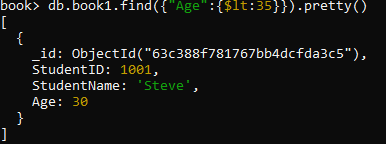 book> db.book1.find({"Age":{$lt:35}}).pretty()
[
  {
    _id: ObjectId("63c388f781767bb4dcfda3c5"),
    StudentID: 1001,
    StudentName: 'Steve',
    Age: 30
  }
]